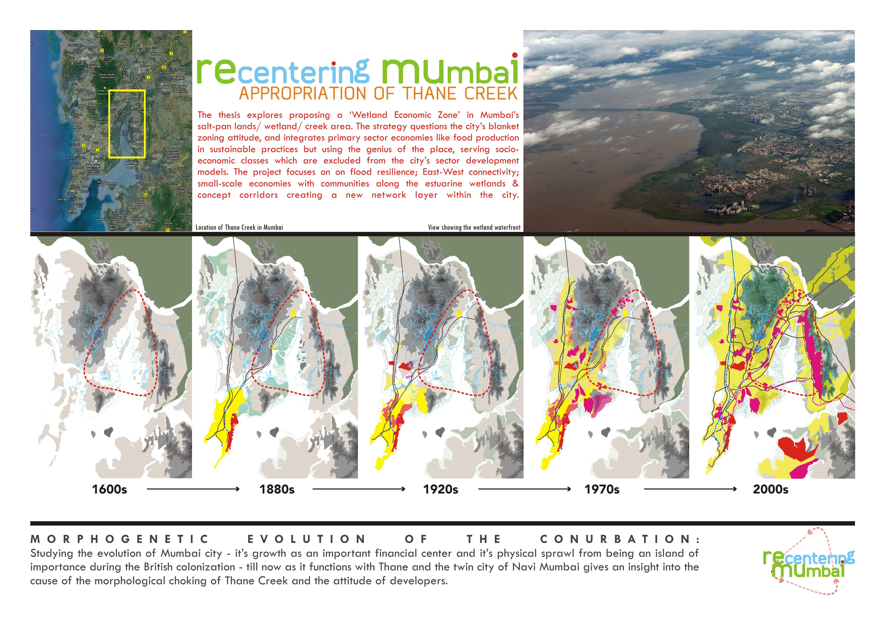 recentering mumbai
APPROPRIATION OF THANE CREEK
The thesis explores proposing a 'Wetland Economic Zone' in Mumbai's
salt-pan lands/ wetland/ creek area. The strategy questions the city's blanket
zoning attitude, and integrates primary sector economies like food production
in sustainable practices but using the genius of the place, serving socio-
economic classes which are excluded from the city's sector development
models. The project focuses on on flood resilience; East-West connectivity;
small-scale economies with communities along the estuarine wetlands &
concept corridors creating a new network layer within the city.
Location of Thane Creek in Mumbai
View showing the wetland waterfront
1600s
1880s
1920s
1970s
2000s
MORPHOGENETIC EVOLUTION OF THE CONURBATION:
Studying the evolution of Mumbai city - it's growth as an important financial center and it's physical sprawl from being an island of
importance during the British colonization - till now as it functions with Thane and the twin city of Navi Mumbai gives an insight into the
cause of the morphological choking of Thane Creek and the attitude of developers.
recentering
mumbai